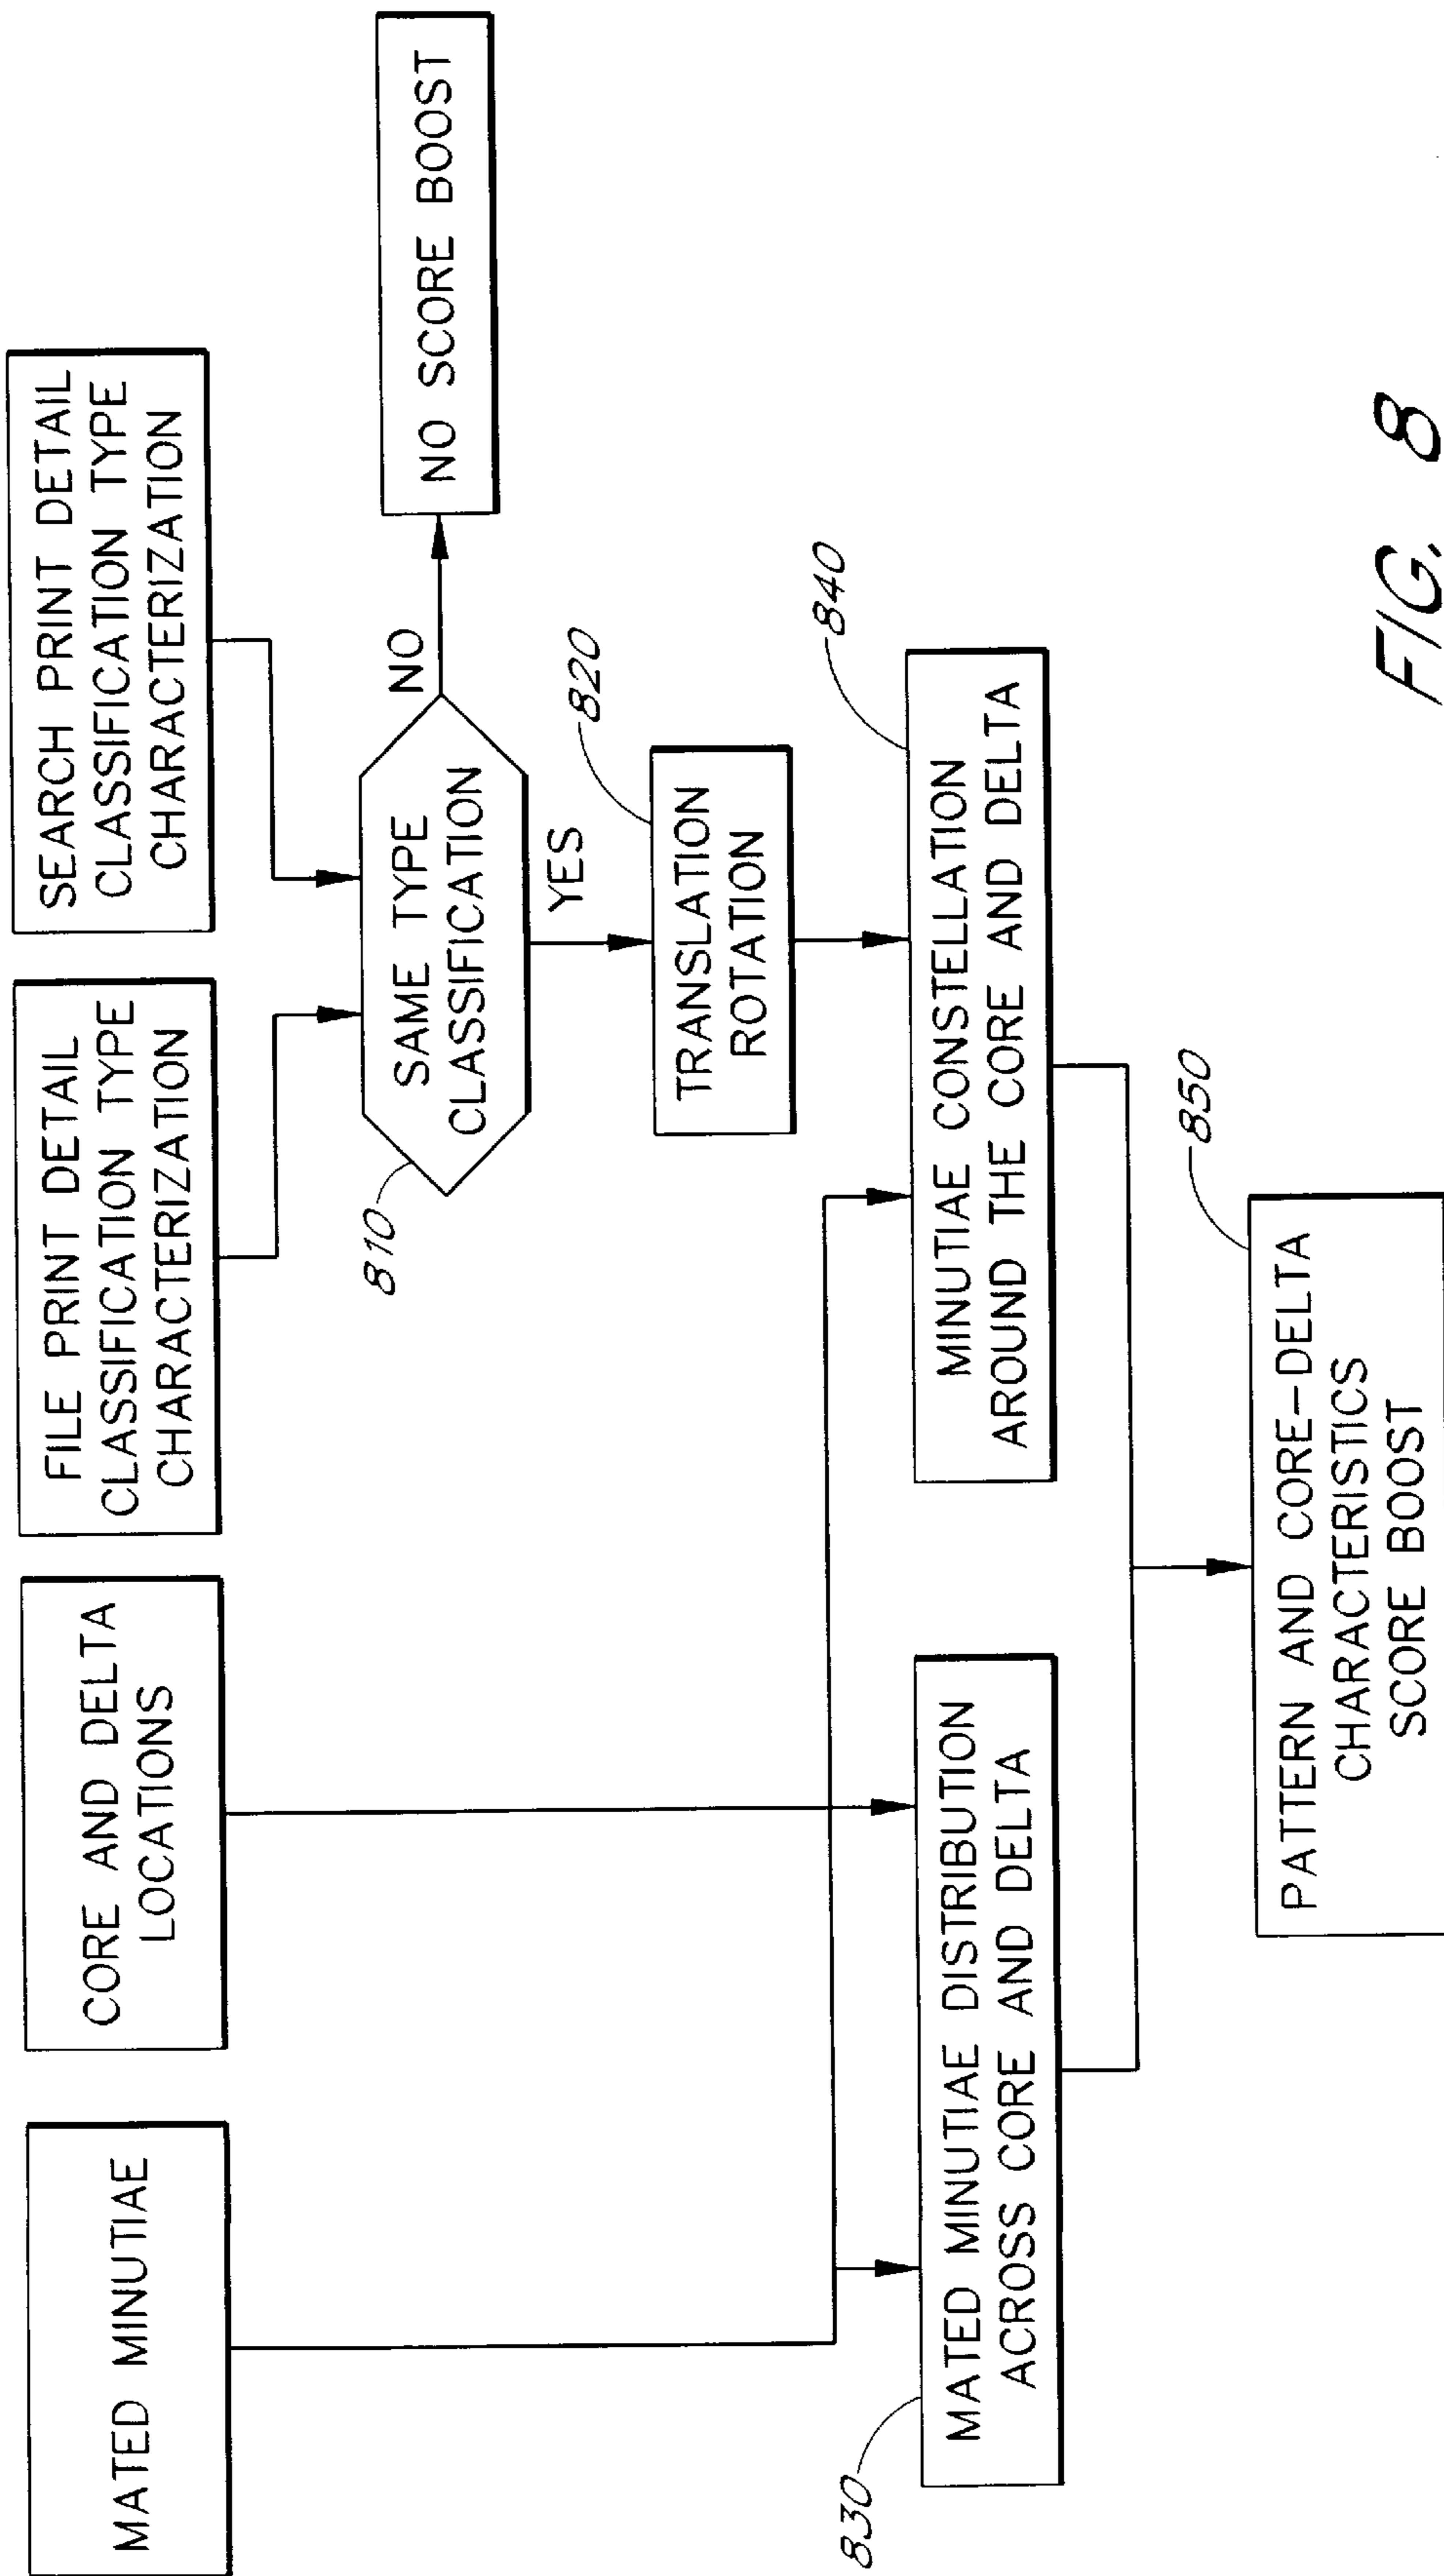 MATED MINUTIAE
CORE AND DELTA
LOCATIONS
FILE PRINT DETAIL
CLASSIFICATION TYPE
CHARACTERIZATION
SEARCH PRINT DETAIL
CLASSIFICATION TYPE
CHARACTERIZATION
810
SAME TYPE
CLASSIFICATION
NO
NO SCORE BOOST
YES
820
TRANSLATION
ROTATION
830
MATED MINUTIAE DISTRIBUTION
ACROSS CORE AND DELTA
840
MINUTIAE CONSTELLATION
AROUND THE CORE AND DELTA
850
PATTERN AND CORE-DELTA
CHARACTERISTICS
SCORE BOOST
FIG. 8